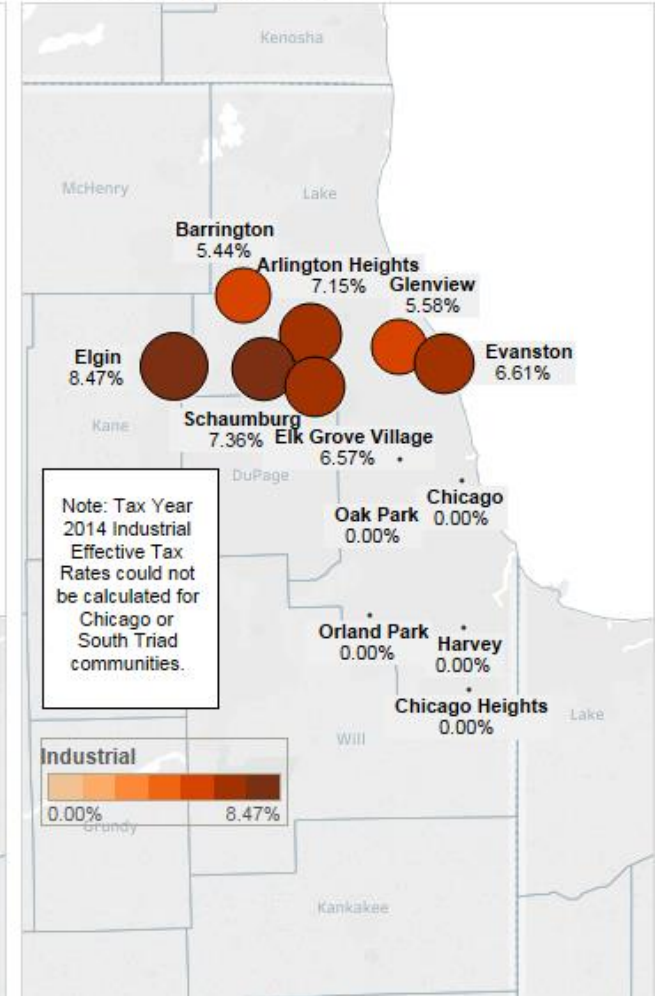 Kenosha
McHenry
Lake
Barrington
5.44%
Arlington Heights
7.15%
Glenview
5.58%
Elgin
8.47%
Evanston
6.61%
Schaumburg
7.36%
Elk Grove Village
6.57%
Kane
DuPage
Chicago
0.00%
Oak Park
0.00%
Note: Tax Year
2014 Industrial
Effective Tax
Rates could not
be calculated for
Chicago or
South Triad
communities.
Orland Park
0.00%
Harvey
0.00%
Chicago Heights
0.00%
Lake
Will
Industrial
0.00% 8.47%
Grundy
Kankakee